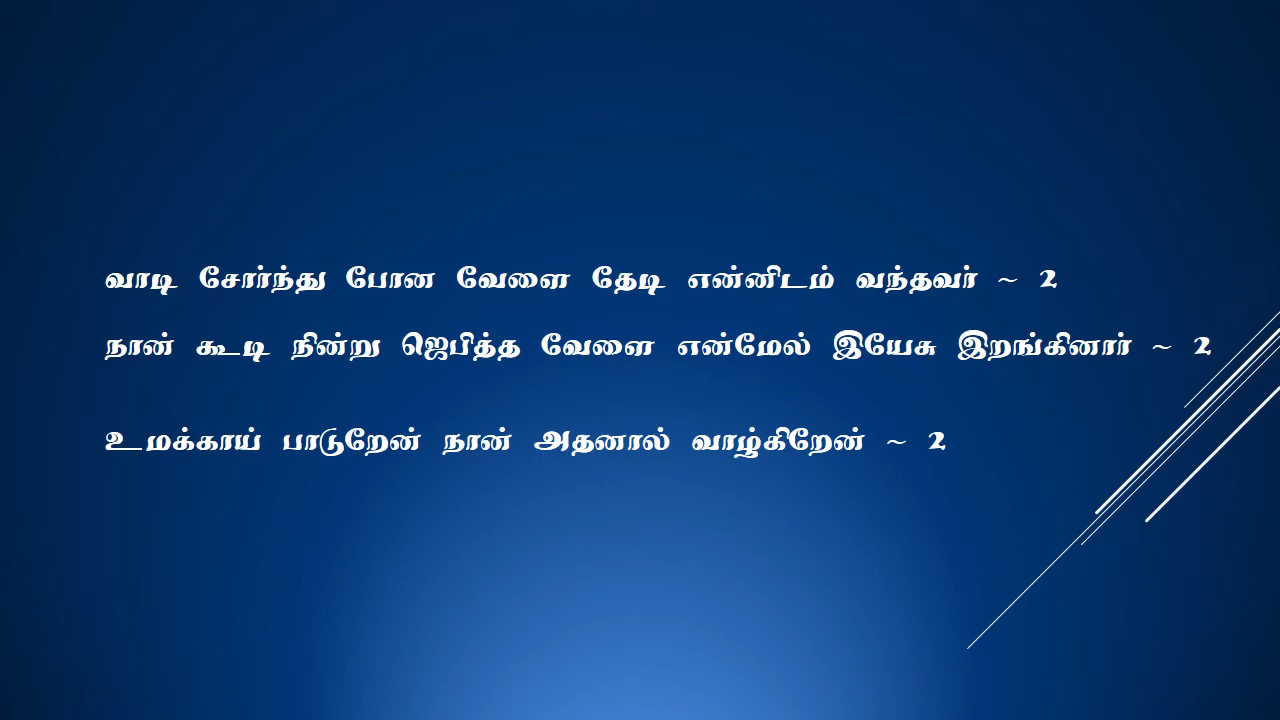 வாடி சோர்ந்து போன வேளை தேடி என்னிடம் வந்தவர் ~ 2
நான் கூடி நின்று ஜெபித்த வேளை என்மேல் இயேசு இறங்கினார் ~ 2
உமக்காய் பாடுறேன் நான் அதனால் வாழ்கிறேன் ~ 2